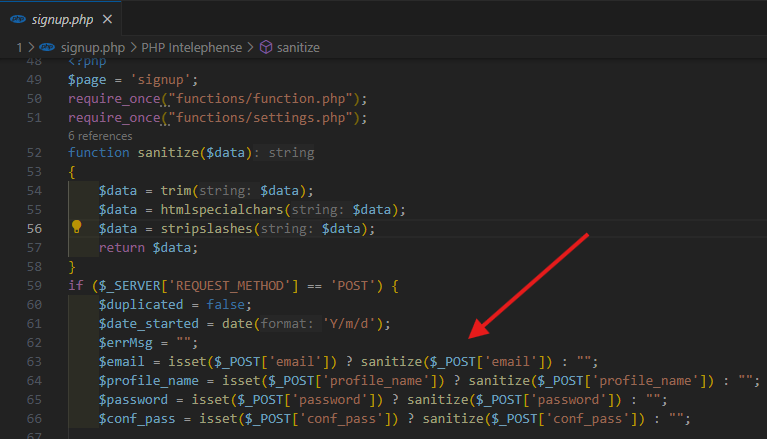 signup.php ×
1 > signup.php > PHP Intelephense > sanitize
48 <?php
49 $page = 'signup';
50 require_once("functions/function.php");
51 require_once("functions/settings.php");
6 references
52 function sanitize($data): string
53 {
54 $data = trim(string: $data);
55 $data = htmlspecialchars(string: $data);
56 $data = stripslashes(string: $data);
57 return $data;
58 }
59 if ($_SERVER['REQUEST_METHOD'] == 'POST') {
60 $duplicated = false;
61 $date_started = date(format: 'Y/m/d');
62 $errMsg = "";
63 $email = isset($_POST['email']) ? sanitize($_POST['email']) : "";
64 $profile_name = isset($_POST['profile_name']) ? sanitize($_POST['profile_name']) : "";
65 $password = isset($_POST['password']) ? sanitize($_POST['password']) : "";
66 $conf_pass = isset($_POST['conf_pass']) ? sanitize($_POST['conf_pass']) : "";
67